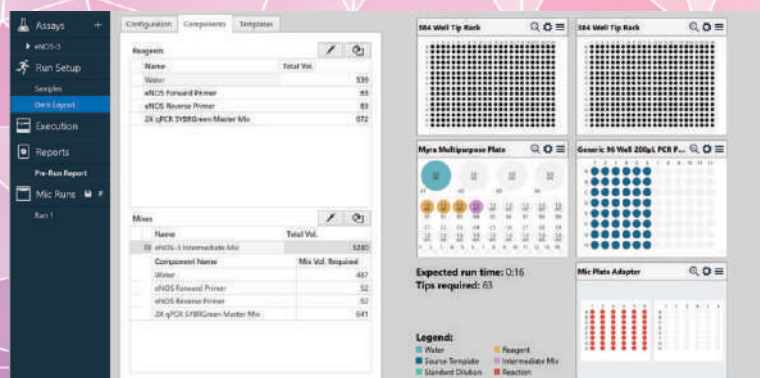 Assays +
eNOS-3
Run Setup
Samples
Deck Layout
Execution
Reports
Pre-Run Report
Mic Runs
Run 1
Configuration Components Templates
Reagents
Name Total Vol.
Water 539
eNOS Forward Primer 83
eNOS Reverse Primer 83
2X qPCR SYBRGreen Master Mix 672
Mixes
Name Total Vol.
eNOS-3 Intermediate Mix 1280
Component Name Mix Vol. Required
Water 487
eNOS Forward Primer 52
eNOS Reverse Primer 52
2X qPCR SYBRGreen Master Mix 641
384 Well Tip Rack
384 Well Tip Rack
Myra Multipurpose Plate
Generic 96 Well 200µL PCR P...
Expected run time: 0:16
Tips required: 63
Mic Plate Adapter
Legend:
Water Reagent
Source Template Intermediate Mix
Standard Dilution Reaction